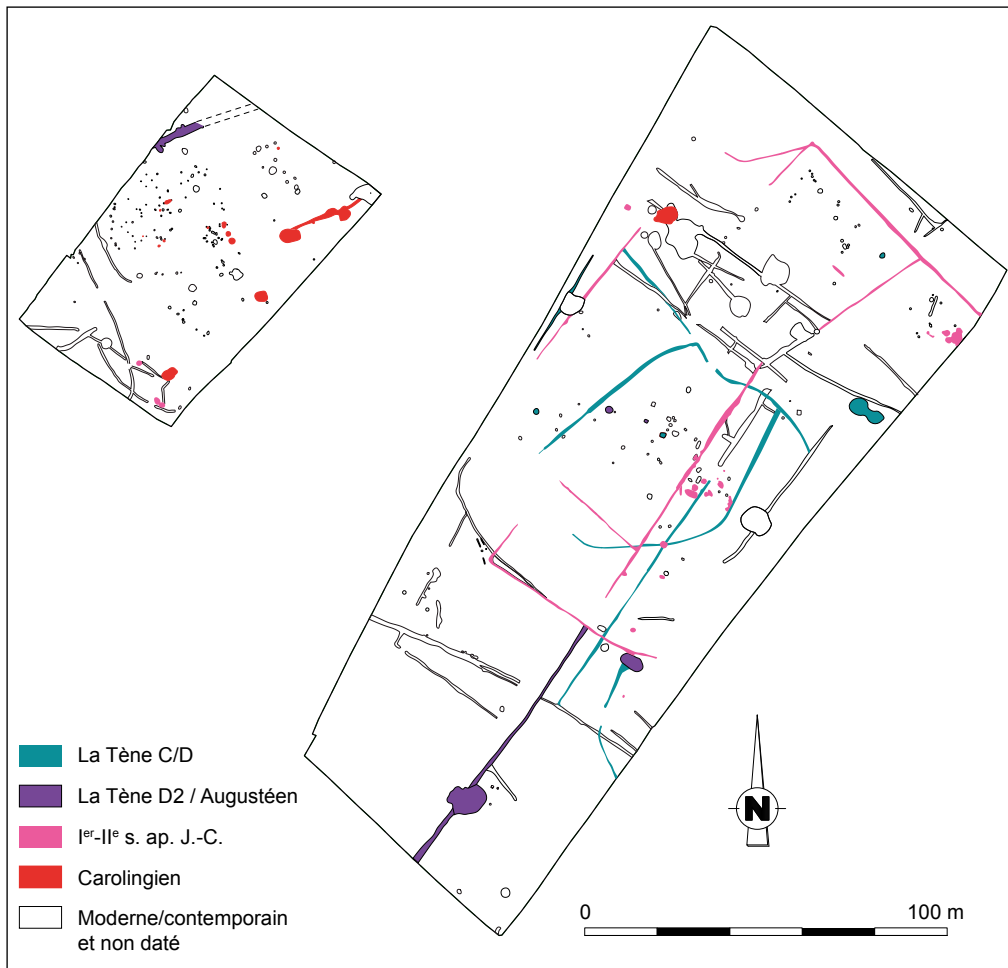 La Tène C/D
La Tène D2 / Augustéen
Iᵉʳ-IIᵉ s. ap. J.-C.
Carolingien
Moderne/contemporain
et non daté
N
0 100 m